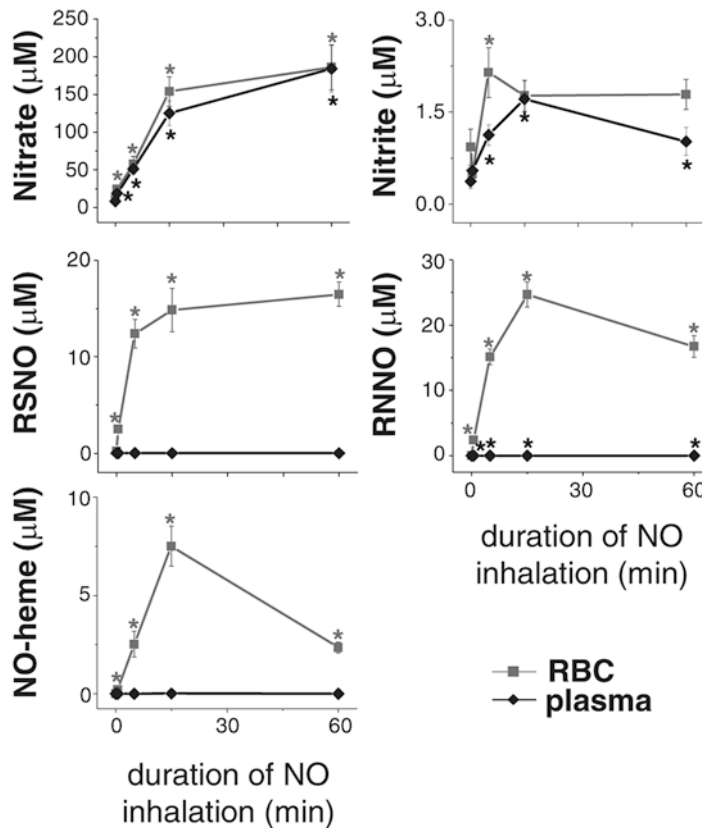 Nitrate (µM)
250
200
150
100
50
0
* * * *
* * * *
Nitrite (µM)
3.0
1.5
0.0
*
* * *
RSNO (µM)
20
10
0
* * * *
RNNO (µM)
30
20
10
0
* * * *
* * * *
0 30 60
duration of NO
inhalation (min)
NO-heme (µM)
10
5
0
* * * *
0 30 60
duration of NO
inhalation (min)
RBC
plasma